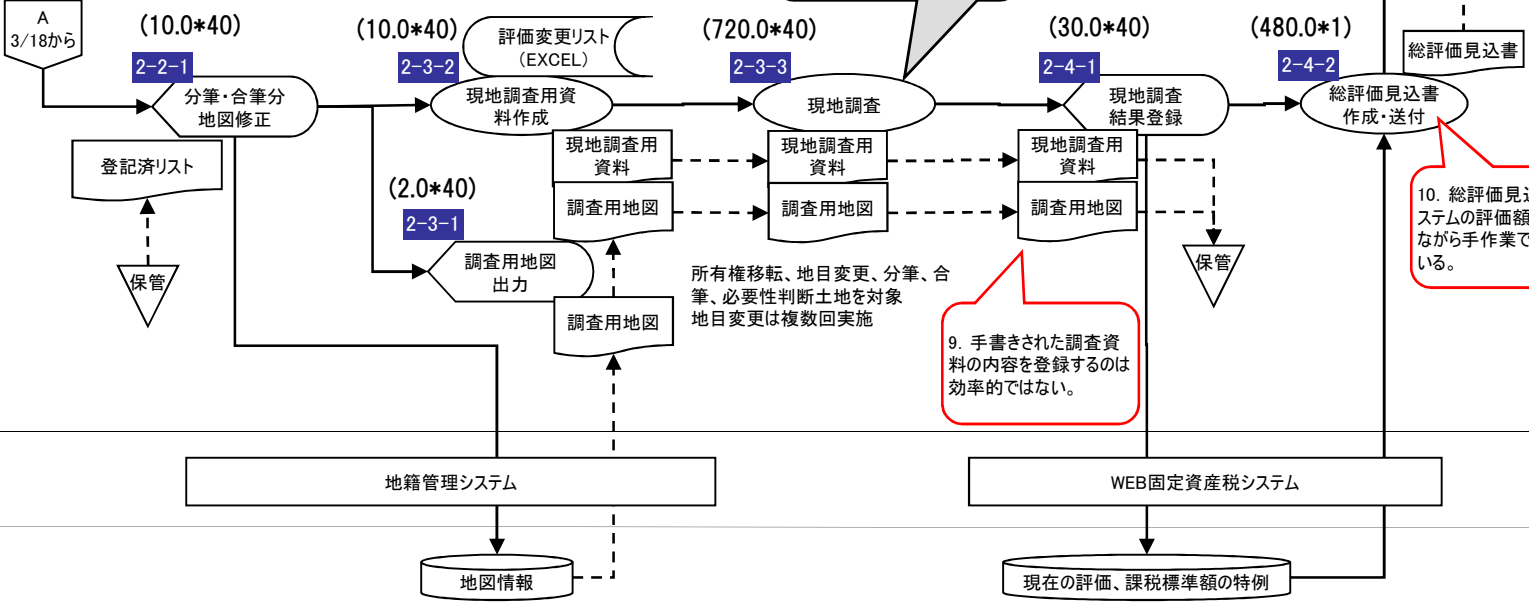 A
3/18から
(10.0*40)
2-2-1
分筆・合筆分
地図修正
登記済リスト
保管
(10.0*40)
2-3-2
評価変更リスト
(EXCEL)
現地調査用資
料作成
(2.0*40)
2-3-1
調査用地図
出力
現地調査用
資料
調査用地図
調査用地図
(720.0*40)
2-3-3
現地調査
現地調査用
資料
調査用地図
所有権移転、地目変更、分筆、合
筆、必要性判断土地を対象
地目変更は複数回実施
(30.0*40)
2-4-1
現地調査
結果登録
現地調査用
資料
調査用地図
保管
9. 手書きされた調査資
料の内容を登録するのは
効率的ではない。
(480.0*1)
2-4-2
総評価見込書
作成・送付
総評価見込書
10. 総評価見込
ステムの評価額
ながら手作業で
いる。
地籍管理システム
WEB固定資産税システム
地図情報
現在の評価、課税標準額の特例